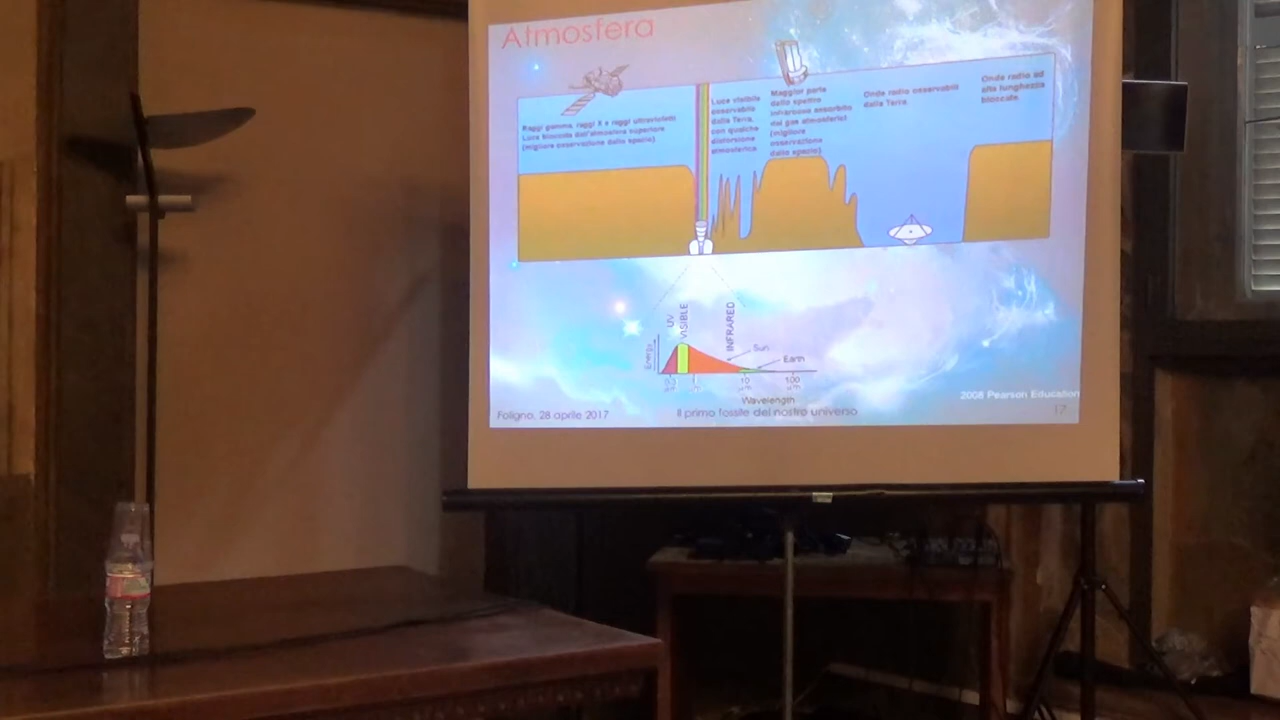 Atmosfera
Raggi gamma, raggi X e raggi ultravioletti
Luce bloccata dall'atmosfera superiore
(migliore osservazione dallo spazio)
Luce visibile
osservabile
dalla Terra,
con qualche
distorsione
atmosferica
Maggior parte
dello spettro
infrarosso assorbito
dai gas atmosferici
(migliore
osservazione
dallo spazio)
Onde radio osservabili
dalla Terra.
Onde radio ad
alta lunghezza
bloccate.
UV
VISIBLE
INFRARED
Energy
Sun
Earth
10
μm
100
μm
Wavelength
2008 Pearson Education
Foligno, 28 aprile 2017
Il primo fossile del nostro universo
17